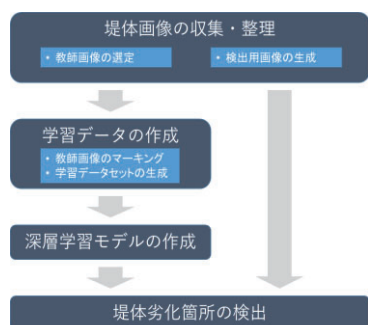 堤体画像の収集・整理
・教師画像の選定
・検出用画像の生成
学習データの作成
・教師画像のマーキング
・学習データセットの生成
深層学習モデルの作成
堤体劣化箇所の検出